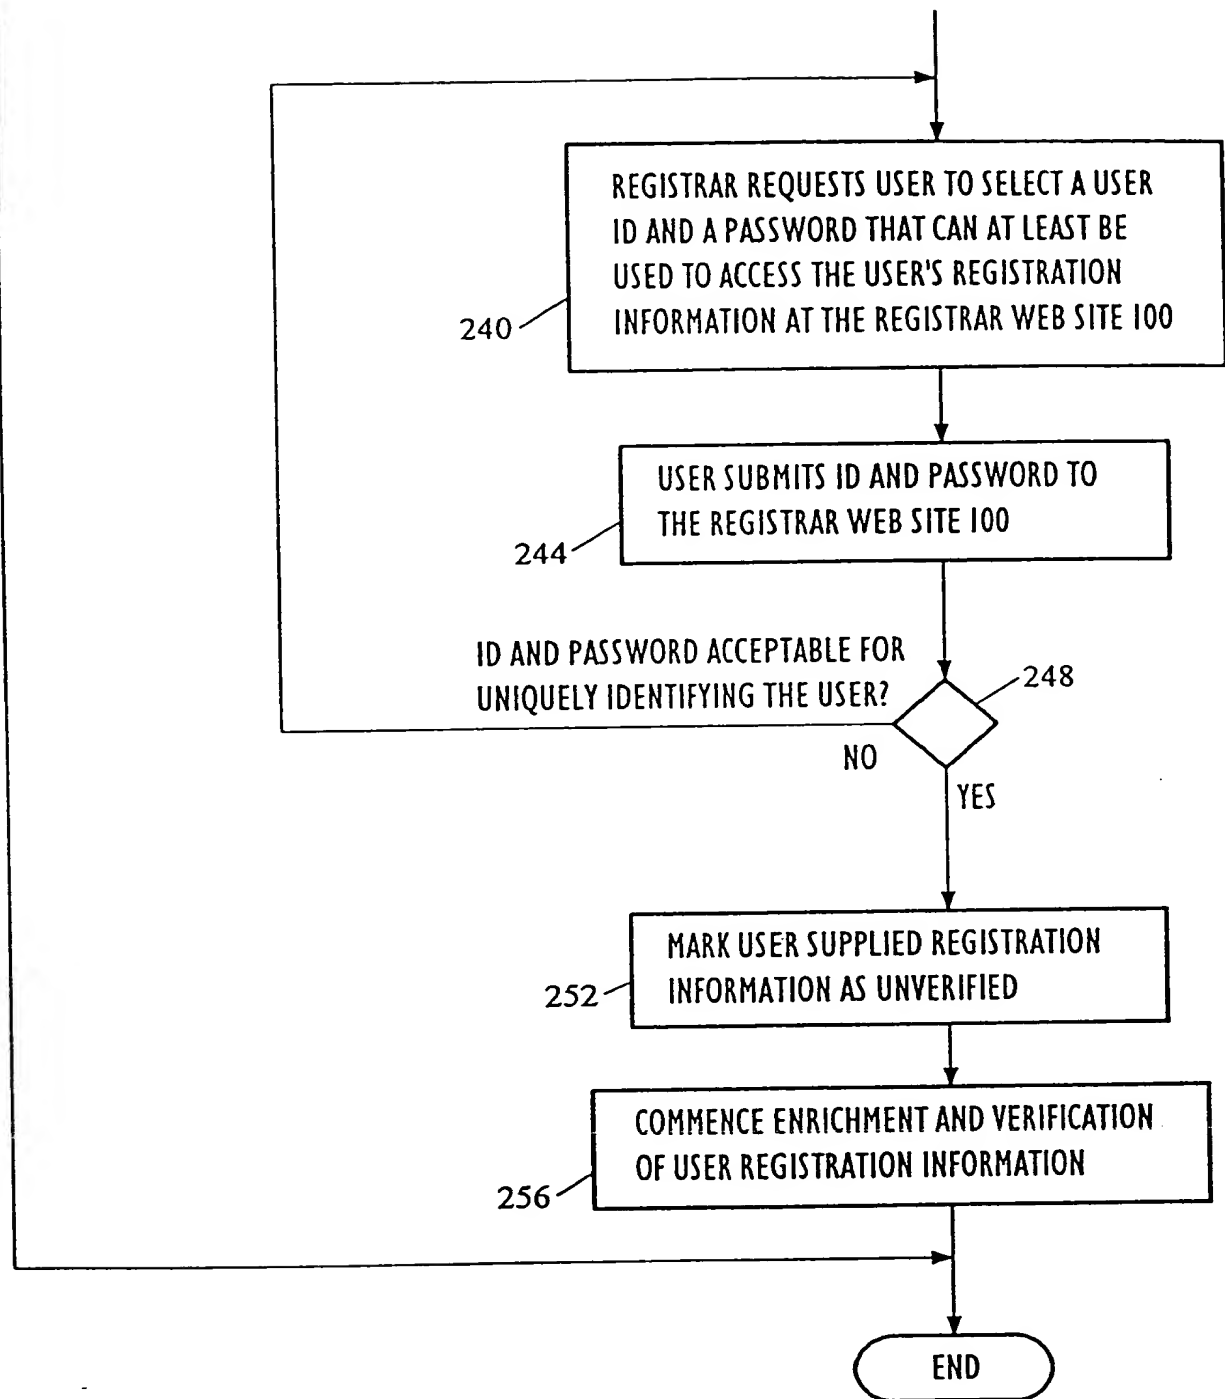 REGISTRAR REQUESTS USER TO SELECT A USER
ID AND A PASSWORD THAT CAN AT LEAST BE
USED TO ACCESS THE USER'S REGISTRATION
INFORMATION AT THE REGISTRAR WEB SITE 100
240
USER SUBMITS ID AND PASSWORD TO
THE REGISTRAR WEB SITE 100
244
ID AND PASSWORD ACCEPTABLE FOR
UNIQUELY IDENTIFYING THE USER?
248
NO
YES
MARK USER SUPPLIED REGISTRATION
INFORMATION AS UNVERIFIED
252
COMMENCE ENRICHMENT AND VERIFICATION
OF USER REGISTRATION INFORMATION
256
END